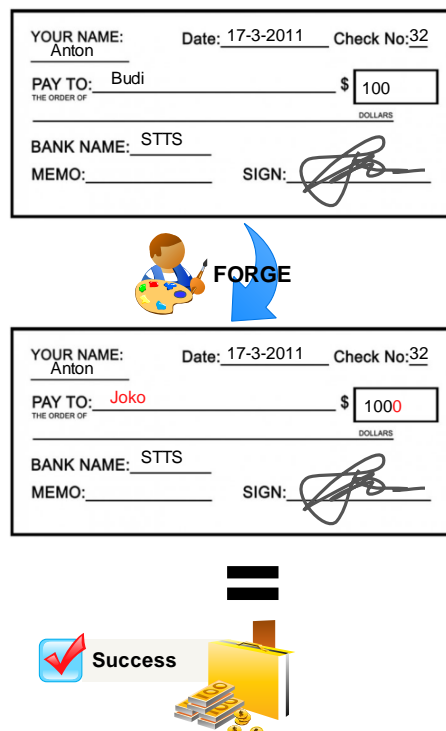 YOUR NAME: Date: 17-3-2011 Check No: 32
Anton
PAY TO: Budi $ 100
THE ORDER OF
DOLLARS
BANK NAME: STTS
MEMO: SIGN:
FORGE
YOUR NAME: Date: 17-3-2011 Check No: 32
Anton
PAY TO: Joko $ 1000
THE ORDER OF
DOLLARS
BANK NAME: STTS
MEMO: SIGN:
Success
100